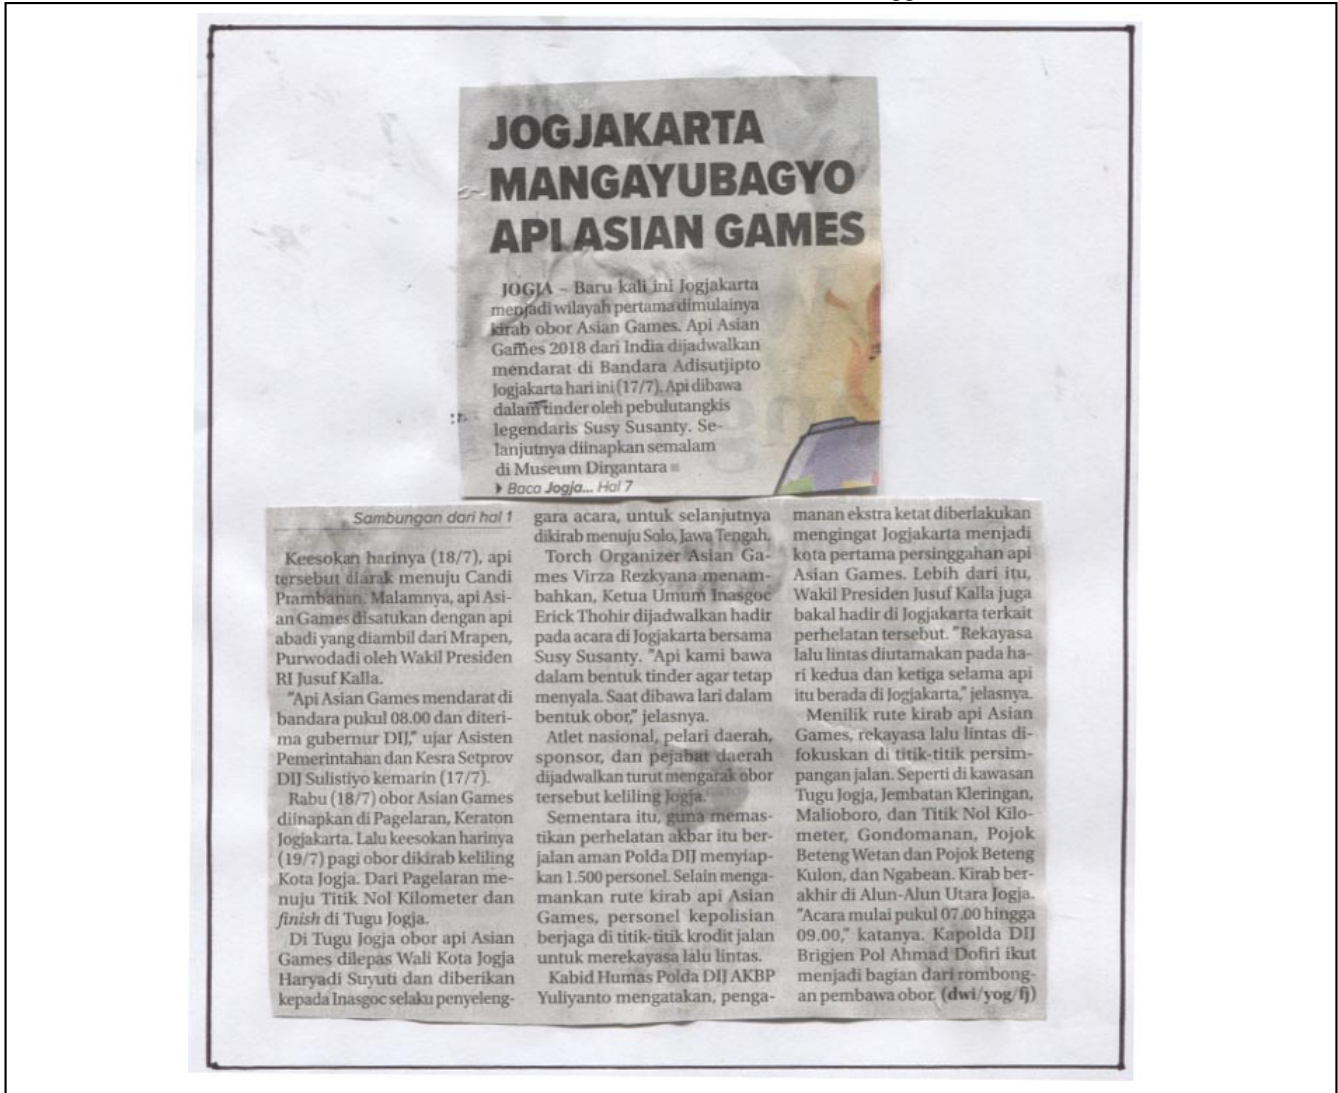 JOGJAKARTA
MANGAYUBAGYO
API ASIAN GAMES
JOGJA – Baru kali ini Jogjakarta
menjadi wilayah pertama dimulainya
kirab obor Asian Games. Api Asian
Games 2018 dari India dijadwalkan
mendarat di Bandara Adisutjipto
Jogjakarta hari ini (17/7). Api dibawa
dalam tinder oleh pebulutangkis
legendaris Susy Susanty. Se-
lanjutnya diinapkan semalam
di Museum Dirgantara
Baca Jogja... Hal 7
Sambungan dari hal 1
Keesokan harinya (18/7), api
tersebut diarak menuju Candi
Prambanan. Malamnya, api Asi-
an Games disatukan dengan api
abadi yang diambil dari Mrapen,
Purwodadi oleh Wakil Presiden
RI Jusuf Kalla.
"Api Asian Games mendarat di
bandara pukul 08.00 dan diteri-
ma gubernur DIJ," ujar Asisten
Pemerintahan dan Kesra Setprov
DIJ Sulistiyo kemarin (17/7).
Rabu (18/7) obor Asian Games
diinapkan di Pagelaran, Keraton
Jogjakarta. Lalu keesokan harinya
(19/7) pagi obor dikirab keliling
Kota Jogja. Dari Pagelaran me-
nuju Titik Nol Kilometer dan
finish di Tugu Jogja.
Di Tugu Jogja obor api Asian
Games dilepas Wali Kota Jogja
Haryadi Suyuti dan diberikan
kepada Inasgoc selaku penyeleng-
gara acara, untuk selanjutnya
dikirab menuju Solo, Jawa Tengah.
Torch Organizer Asian Ga-
mes Virza Rezkyana menam-
bahkan, Ketua Umum Inasgoc
Erick Thohir dijadwalkan hadir
pada acara di Jogjakarta bersama
Susy Susanty. "Api kami bawa
dalam bentuk tinder agar tetap
menyala. Saat dibawa lari dalam
bentuk obor," jelasnya.
Atlet nasional, pelari daerah,
sponsor, dan pejabat daerah
dijadwalkan turut mengarak obor
tersebut keliling Jogja.
Sementara itu, guna memas-
tikan perhelatan akbar itu ber-
jalan aman Polda DIJ menyiap-
kan 1.500 personel. Selain menga-
mankan rute kirab api Asian
Games, personel kepolisian
berjaga di titik-titik krodit jalan
untuk merekayasa lalu lintas.
Kabid Humas Polda DIJ AKBP
Yuliyanto mengatakan, penga-
manan ekstra ketat diberlakukan
mengingat Jogjakarta menjadi
kota pertama persinggahan api
Asian Games. Lebih dari itu,
Wakil Presiden Jusuf Kalla juga
bakal hadir di Jogjakarta terkait
perhelatan tersebut. "Rekayasa
lalu lintas diutamakan pada ha-
ri kedua dan ketiga selama api
itu berada di Jogjakarta," jelasnya.
Menilik rute kirab api Asian
Games, rekayasa lalu lintas di-
fokuskan di titik-titik persim-
pangan jalan. Seperti di kawasan
Tugu Jogja, Jembatan Kleringan,
Malioboro, dan Titik Nol Kilo-
meter, Gondomanan, Pojok
Beteng Wetan dan Pojok Beteng
Kulon, dan Ngabean. Kirab ber-
akhir di Alun-Alun Utara Jogja.
"Acara mulai pukul 07.00 hingga
09.00," katanya. Kapolda DIJ
Brigjen Pol Ahmad Dofiri ikut
menjadi bagian dari rombong-
an pembawa obor. (dwi/yog/fj)